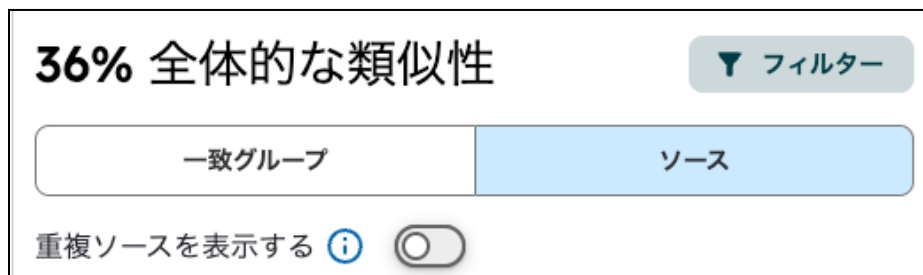 36% 全体的な類似性
フィルター
一致グループ
ソース
重複ソースを表示する